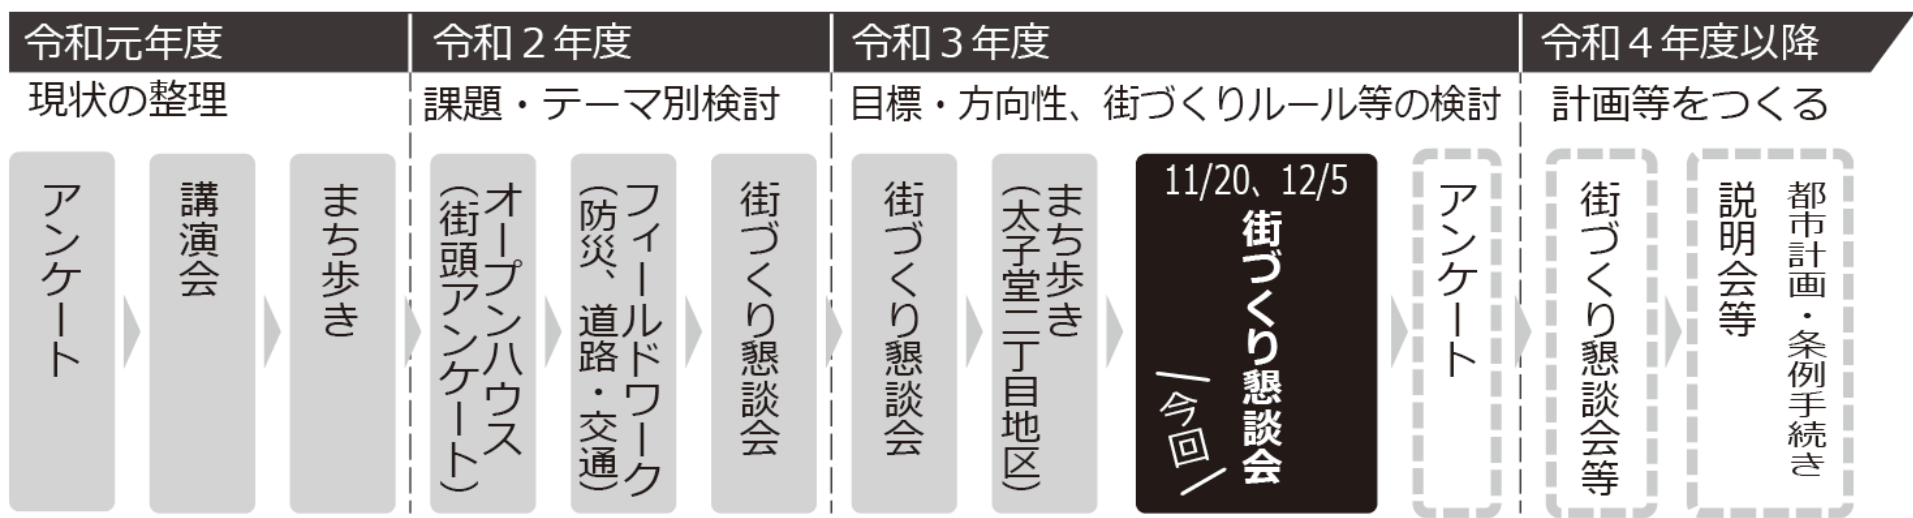 令和元年度
令和２年度
令和３年度
令和４年度以降
現状の整理
課題・テーマ別検討
目標・方向性、街づくりルール等の検討
計画等をつくる
アンケート
講演会
まち歩き
オープンハウス
（街頭アンケート）
フィールドワーク
（防災、道路・交通）
街づくり懇談会
街づくり懇談会
まち歩き
（太子堂二丁目地区）
11/20、12/5
街づくり懇談会
今回
アンケート
街づくり懇談会等
都市計画・条例手続き
説明会等